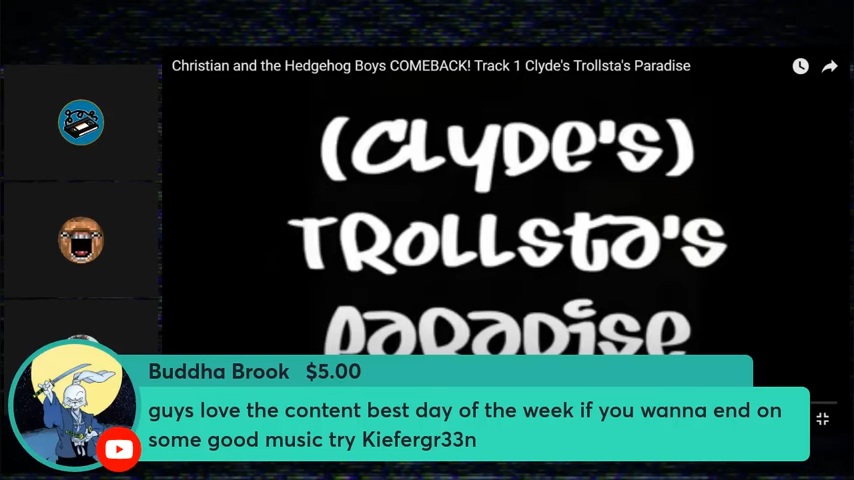 Christian and the Hedgehog Boys COMEBACK! Track 1 Clyde's Trollsta's Paradise
(Clyde's)
Trollsta's
Paradise
Buddha Brook $5.00
guys love the content best day of the week if you wanna end on
some good music try Kiefergr33n